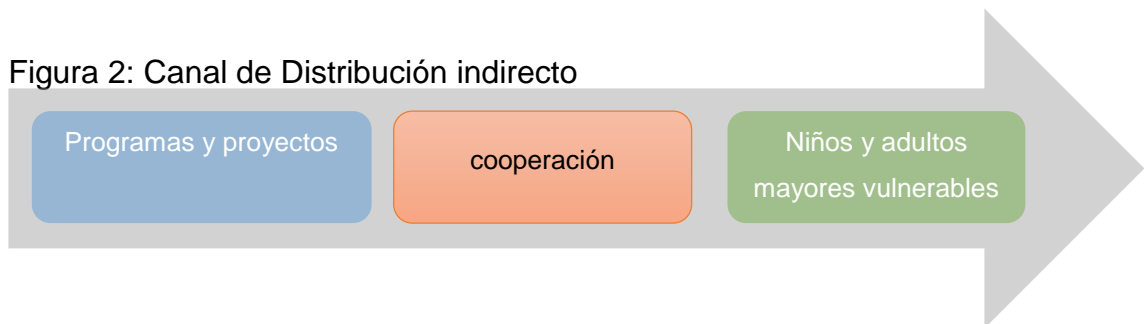 Figura 2: Canal de Distribución indirecto
Programas y proyectos
cooperación
Niños y adultos
mayores vulnerables